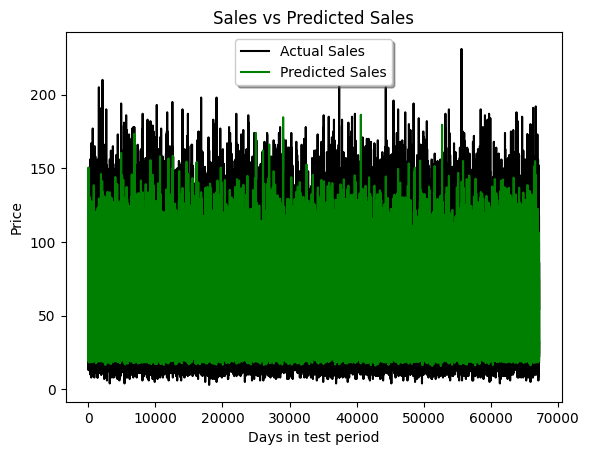 Sales vs Predicted Sales
Actual Sales
Predicted Sales
Price
200
150
100
50
0
0 10000 20000 30000 40000 50000 60000 70000
Days in test period